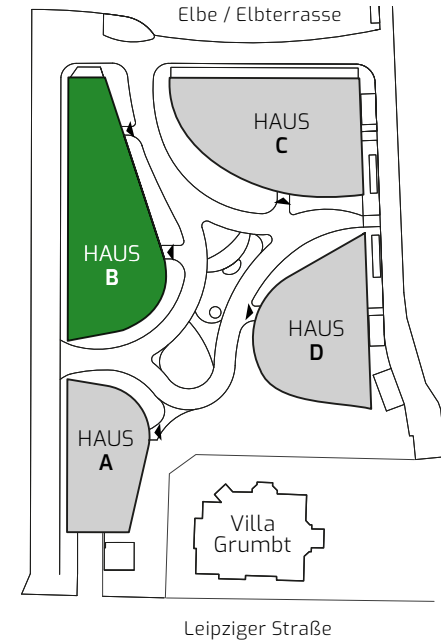 Elbe / Elbterrasse
HAUS
C
HAUS
B
HAUS
D
HAUS
A
Villa
Grumbt
Leipziger Straße